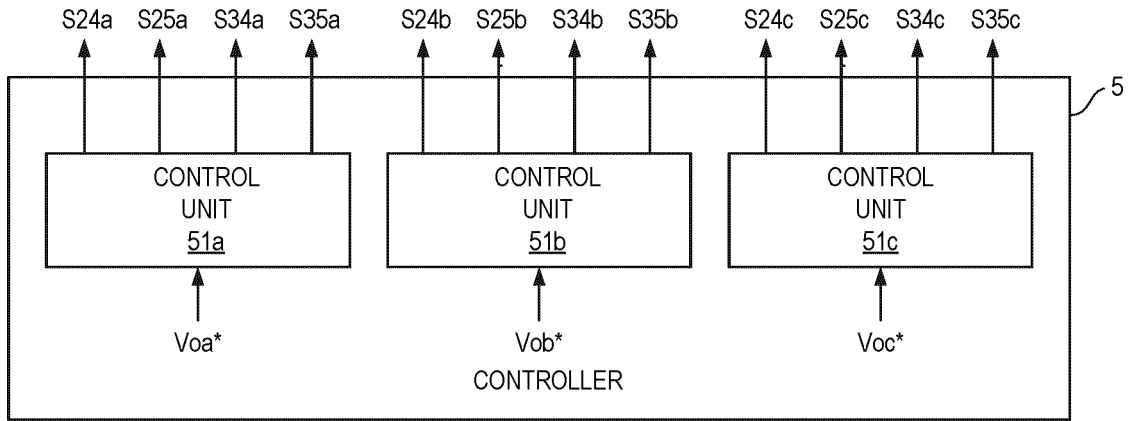 S24a S25a S34a S35a S24b S25b S34b S35b S24c S25c S34c S35c
5
CONTROL
UNIT
51a
CONTROL
UNIT
51b
CONTROL
UNIT
51c
Voa*
Vob*
Voc*
CONTROLLER